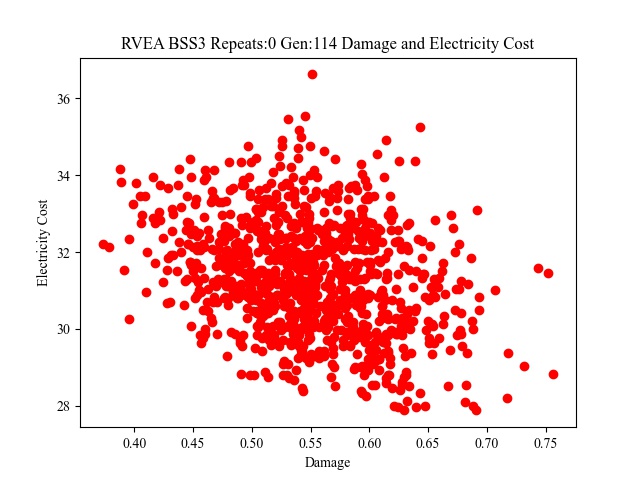 RVEA BSS3 Repeats:0 Gen:114 Damage and Electricity Cost
Electricity Cost
36
34
32
30
28
0.40 0.45 0.50 0.55 0.60 0.65 0.70 0.75
Damage